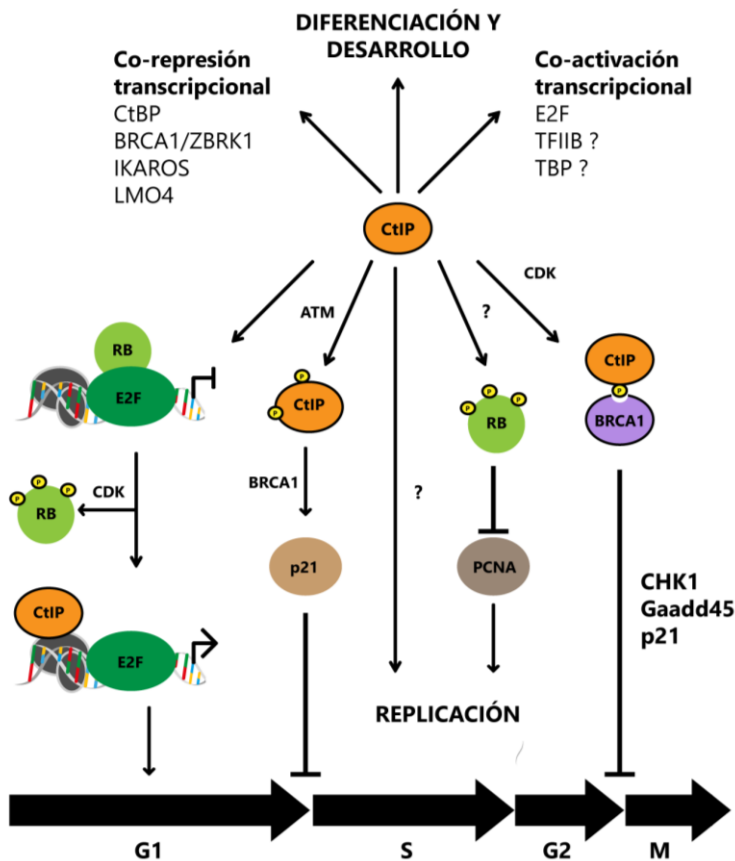 DIFERENCIACIÓN Y
DESARROLLO
Co-represión
transcripcional
CtBP
BRCA1/ZBRK1
IKAROS
LMO4
Co-activación
transcripcional
E2F
TFIIB ?
TBP ?
CtIP
CDK
ATM
?
RB
E2F
P
P
CtIP
P
P
P
RB
CtIP
P
BRCA1
P
P
P
RB
CDK
BRCA1
?
p21
PCNA
CHK1
Gaadd45
p21
CtIP
E2F
REPLICACIÓN
G1
S
G2
M